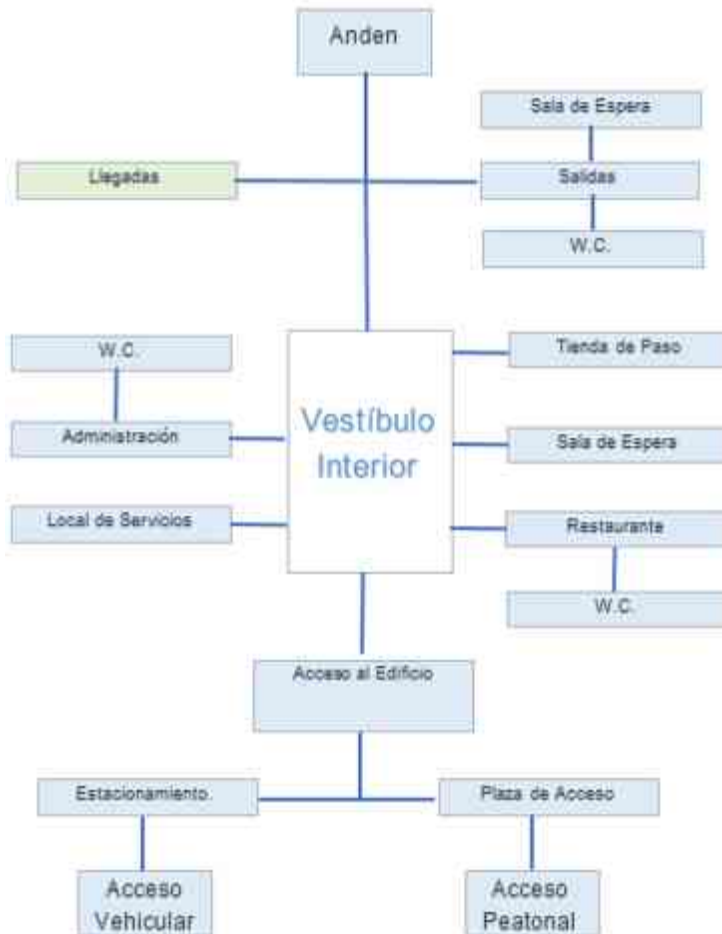 Anden
Sala de Espera
Llegadas
Salidas
W.C.
W.C.
Tienda de Paso
Vestíbulo
Interior
Administración
Sala de Espera
Local de Servicios
Restaurante
W.C.
Acceso al Edificio
Estacionamiento.
Plaza de Acceso
Acceso
Vehicular
Acceso
Peatonal